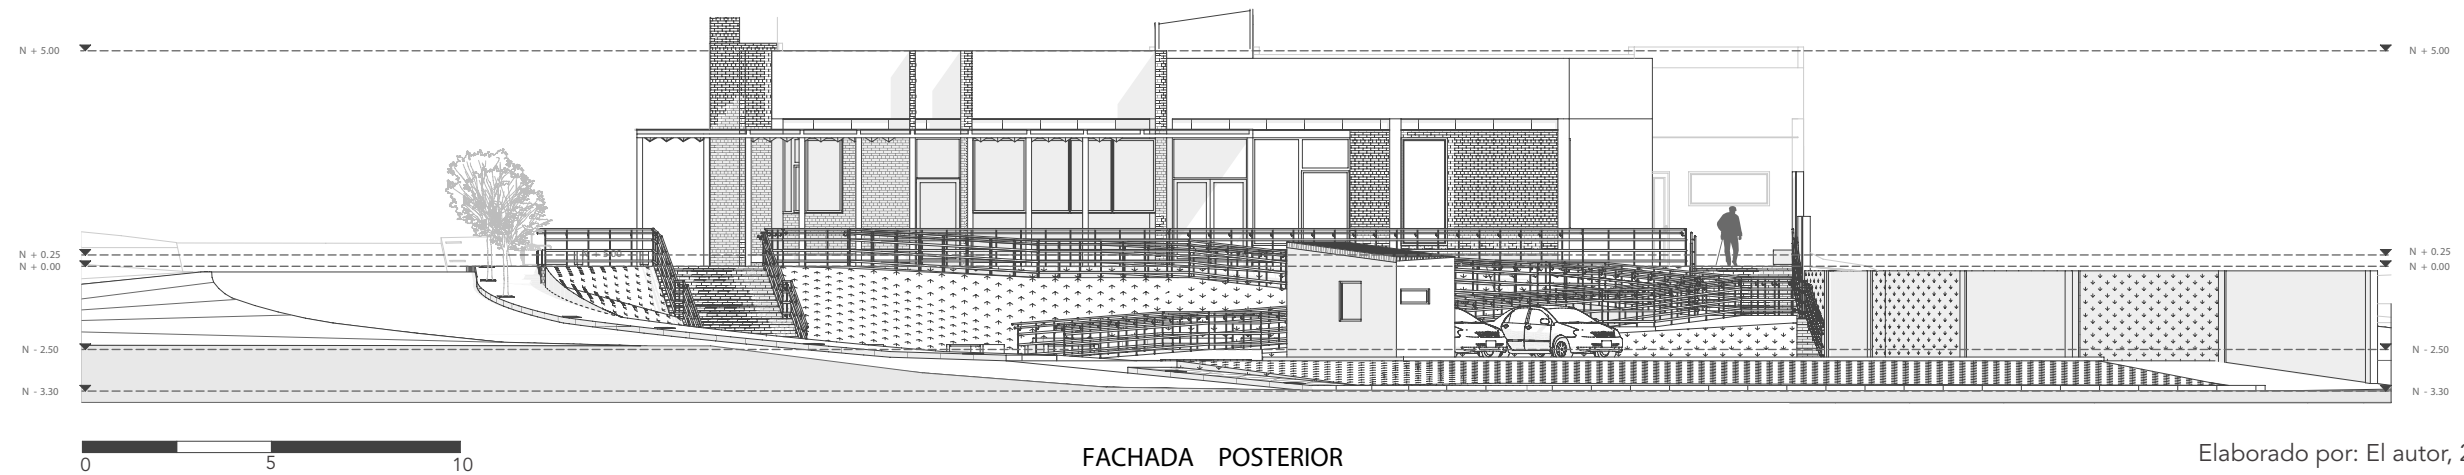 N + 5.00 N + 5.00
N + 0.25 N + 0.25
N + 0.00 N + 0.00
N - 2.50 N - 2.50
N - 3.30 N - 3.30
0 5 10
FACHADA POSTERIOR
Elaborado por: El autor,